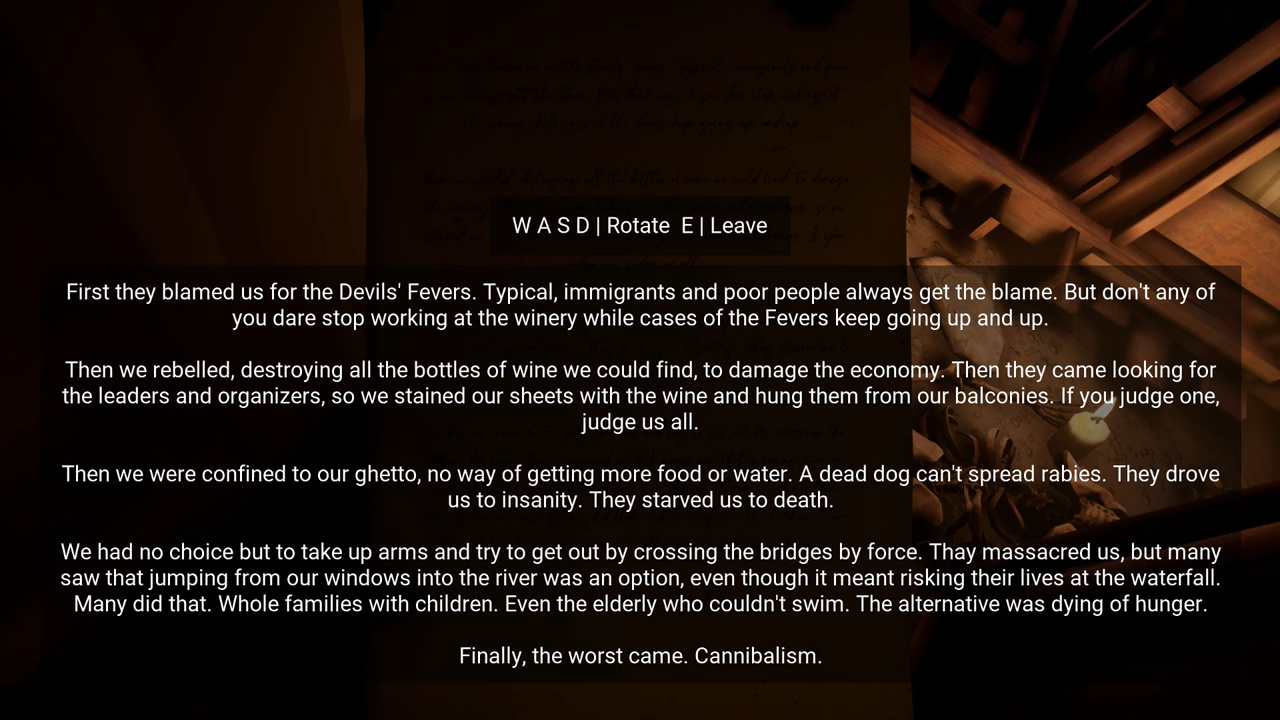 W A S D | Rotate  E | Leave
First they blamed us for the Devils' Fevers. Typical, immigrants and poor people always get the blame. But don't any of
you dare stop working at the winery while cases of the Fevers keep going up and up.
Then we rebelled, destroying all the bottles of wine we could find, to damage the economy. Then they came looking for
the leaders and organizers, so we stained our sheets with the wine and hung them from our balconies. If you judge one,
judge us all.
Then we were confined to our ghetto, no way of getting more food or water. A dead dog can't spread rabies. They drove
us to insanity. They starved us to death.
We had no choice but to take up arms and try to get out by crossing the bridges by force. Thay massacred us, but many
saw that jumping from our windows into the river was an option, even though it meant risking their lives at the waterfall.
Many did that. Whole families with children. Even the elderly who couldn't swim. The alternative was dying of hunger.
Finally, the worst came. Cannibalism.